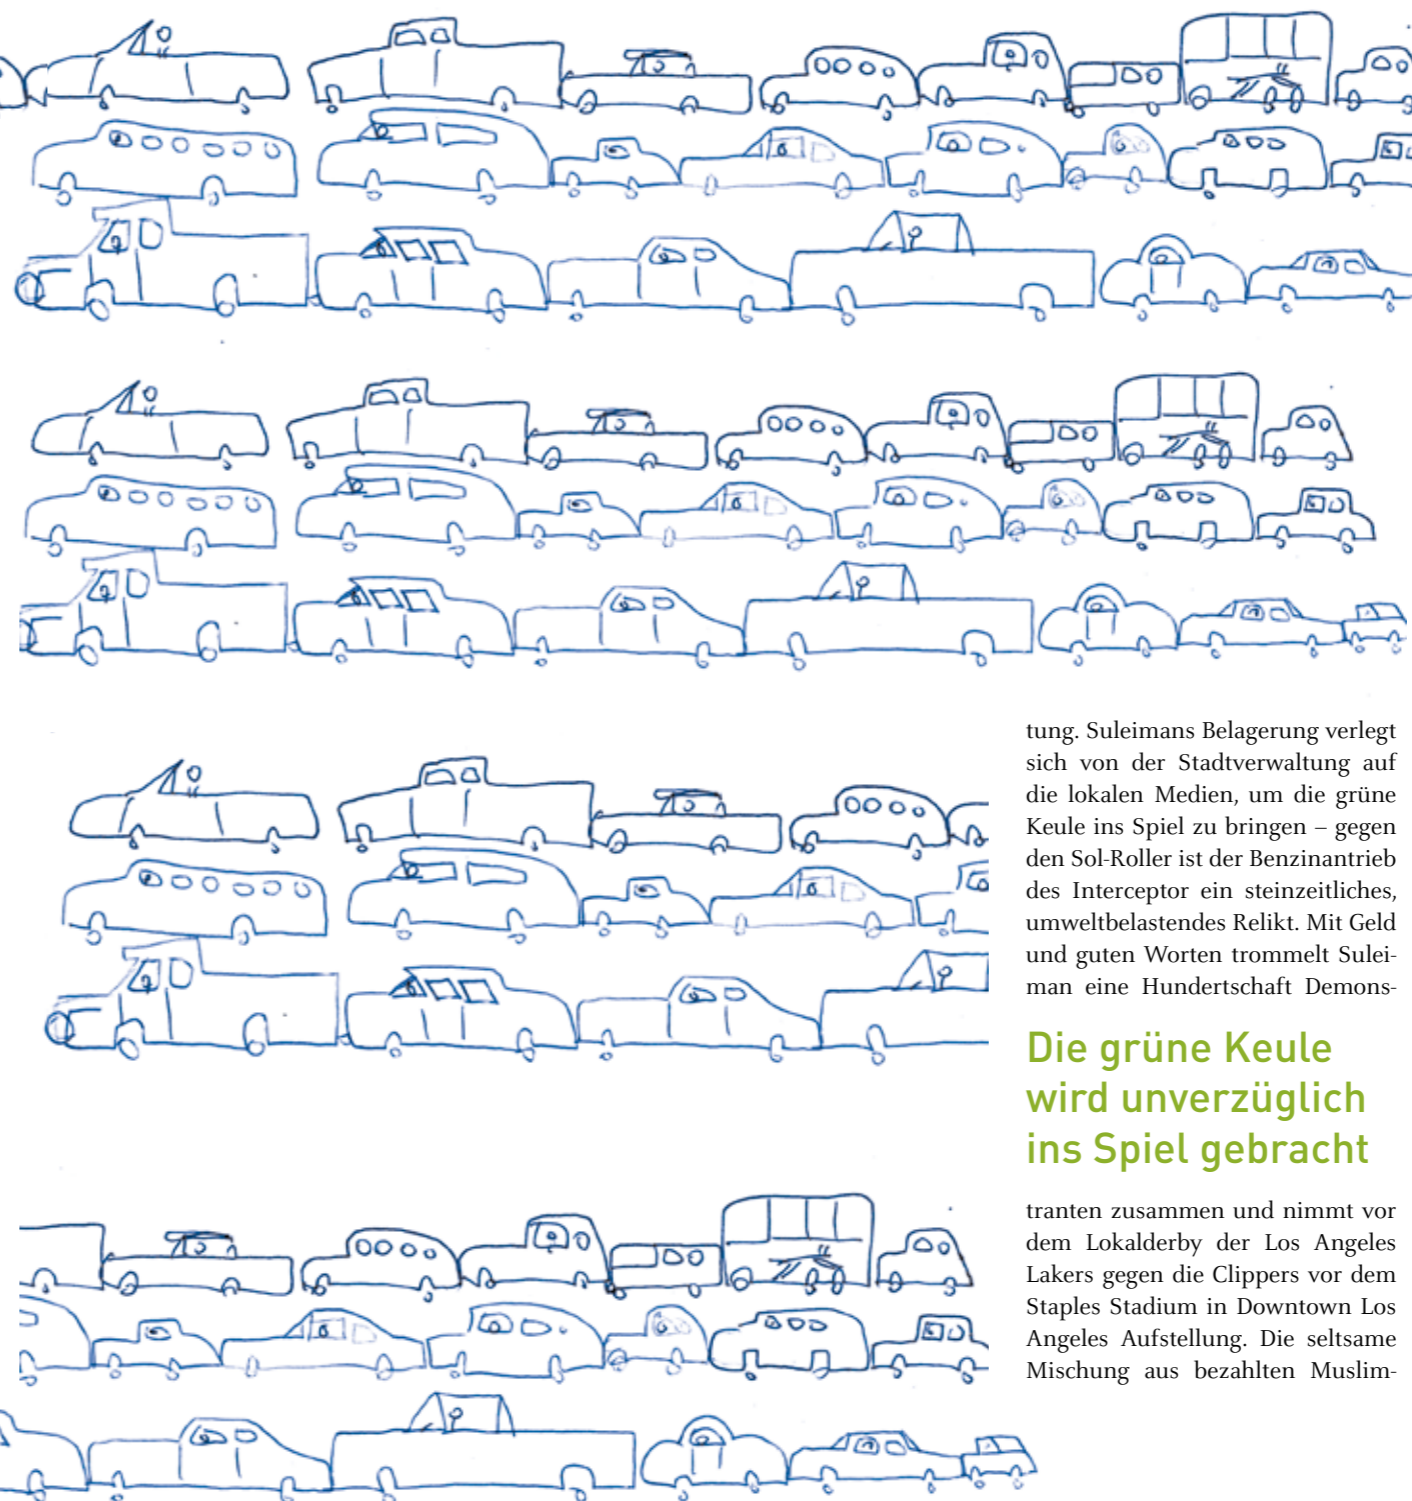 tung. Suleimans Belagerung verlegt
sich von der Stadtverwaltung auf
die lokalen Medien, um die grüne
Keule ins Spiel zu bringen – gegen
den Sol-Roller ist der Benzinantrieb
des Interceptor ein steinzeitliches,
umweltbelastendes Relikt. Mit Geld
und guten Worten trommelt Sulei-
man eine Hundertschaft Demons-
Die grüne Keule
wird unverzüglich
ins Spiel gebracht
tranten zusammen und nimmt vor
dem Lokalderby der Los Angeles
Lakers gegen die Clippers vor dem
Staples Stadium in Downtown Los
Angeles Aufstellung. Die seltsame
Mischung aus bezahlten Muslim-